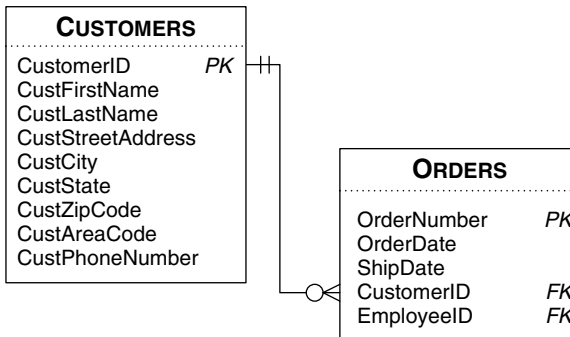 CUSTOMERS
CustomerID PK
CustFirstName
CustLastName
CustStreetAddress
CustCity
CustState
CustZipCode
CustAreaCode
CustPhoneNumber
ORDERS
OrderNumber PK
OrderDate
ShipDate
CustomerID FK
EmployeeID FK